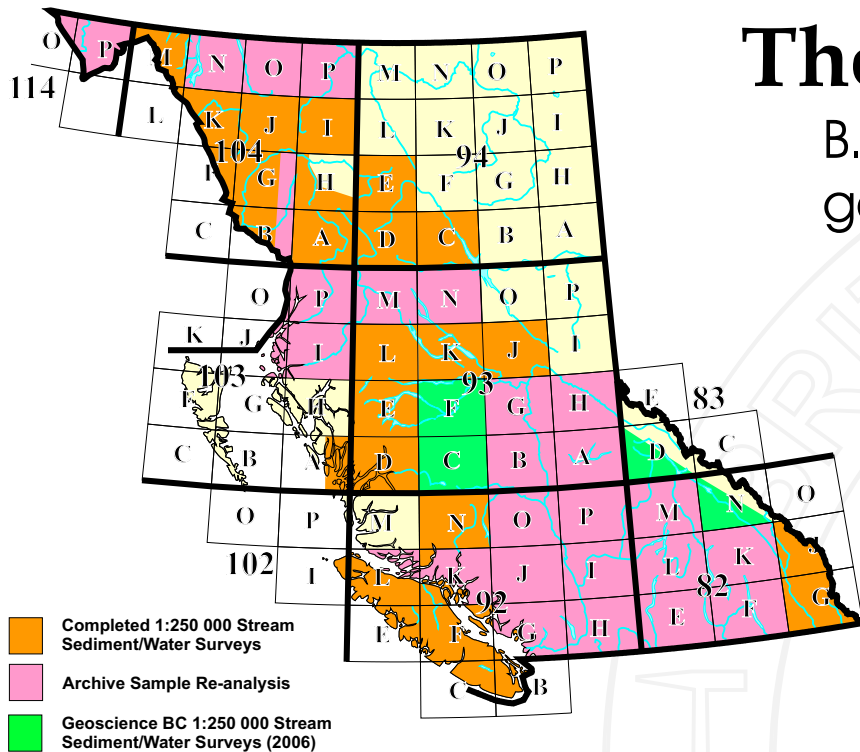 The
B.
O P M N O P M N O P
114
L K J I L K J I
104 94
G H E F G H
C B A D C B A
O P M N O P
K J I L K J I
103 93 83
F G H E F G H E
C B A D C B A D C
O P M N O P M N O
102 I L K J I L K J
92 82
E F G H E F G
C B
Completed 1:250 000 Stream
Sediment/Water Surveys
Archive Sample Re-analysis
Geoscience BC 1:250 000 Stream
Sediment/Water Surveys (2006)